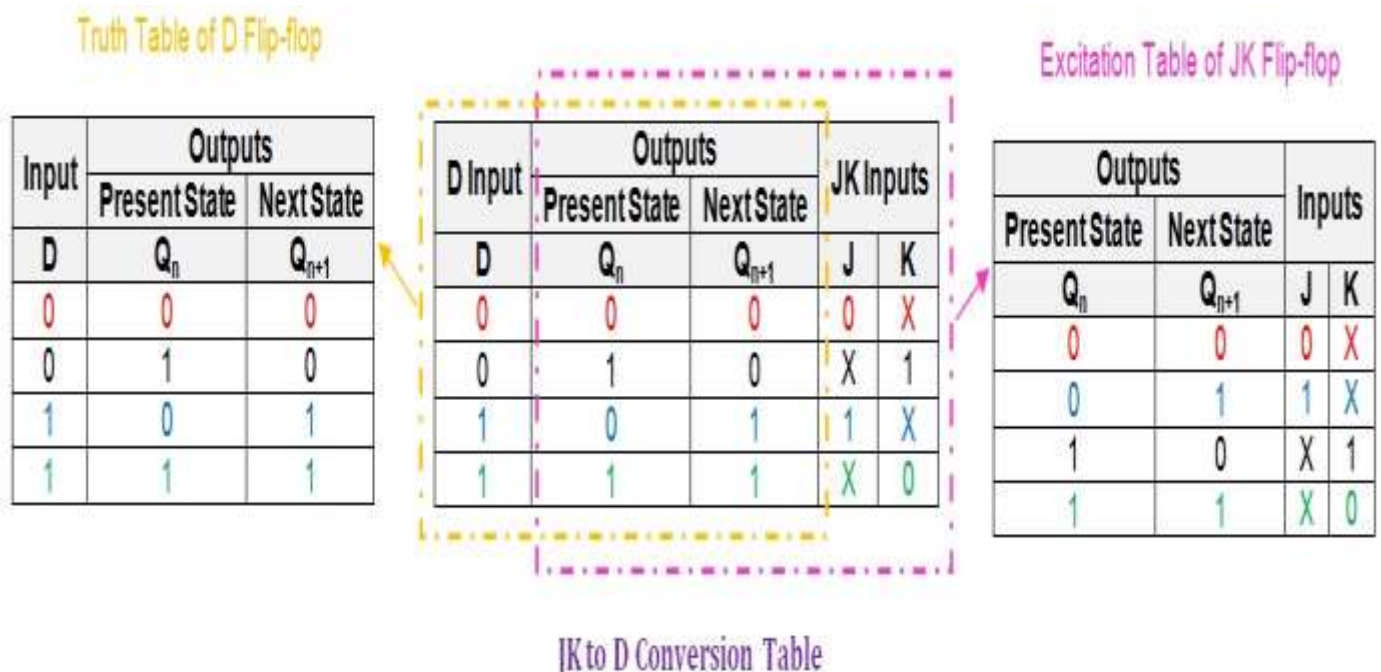 Truth Table of D Flip-flop
Input Outputs
Present State Next State
D Qn Qn+1
0 0 0
0 1 0
1 0 1
1 1 1
D Input Outputs JK Inputs
Present State Next State
D Qn Qn+1 J K
0 0 0 0 X
0 1 0 X 1
1 0 1 1 X
1 1 1 X 0
Excitation Table of JK Flip-flop
Outputs Inputs
Present State Next State
Qn Qn+1 J K
0 0 0 X
0 1 1 X
1 0 X 1
1 1 X 0
JK to D Conversion Table